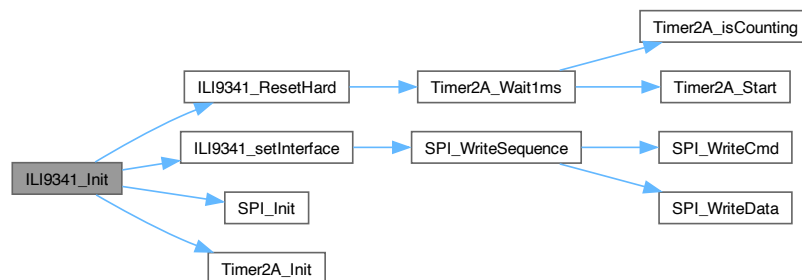 Timer2A_isCounting
ILI9341_ResetHard
Timer2A_Wait1ms
Timer2A_Start
ILI9341_setInterface
SPI_WriteSequence
SPI_WriteCmd
ILI9341_Init
SPI_Init
SPI_WriteData
Timer2A_Init